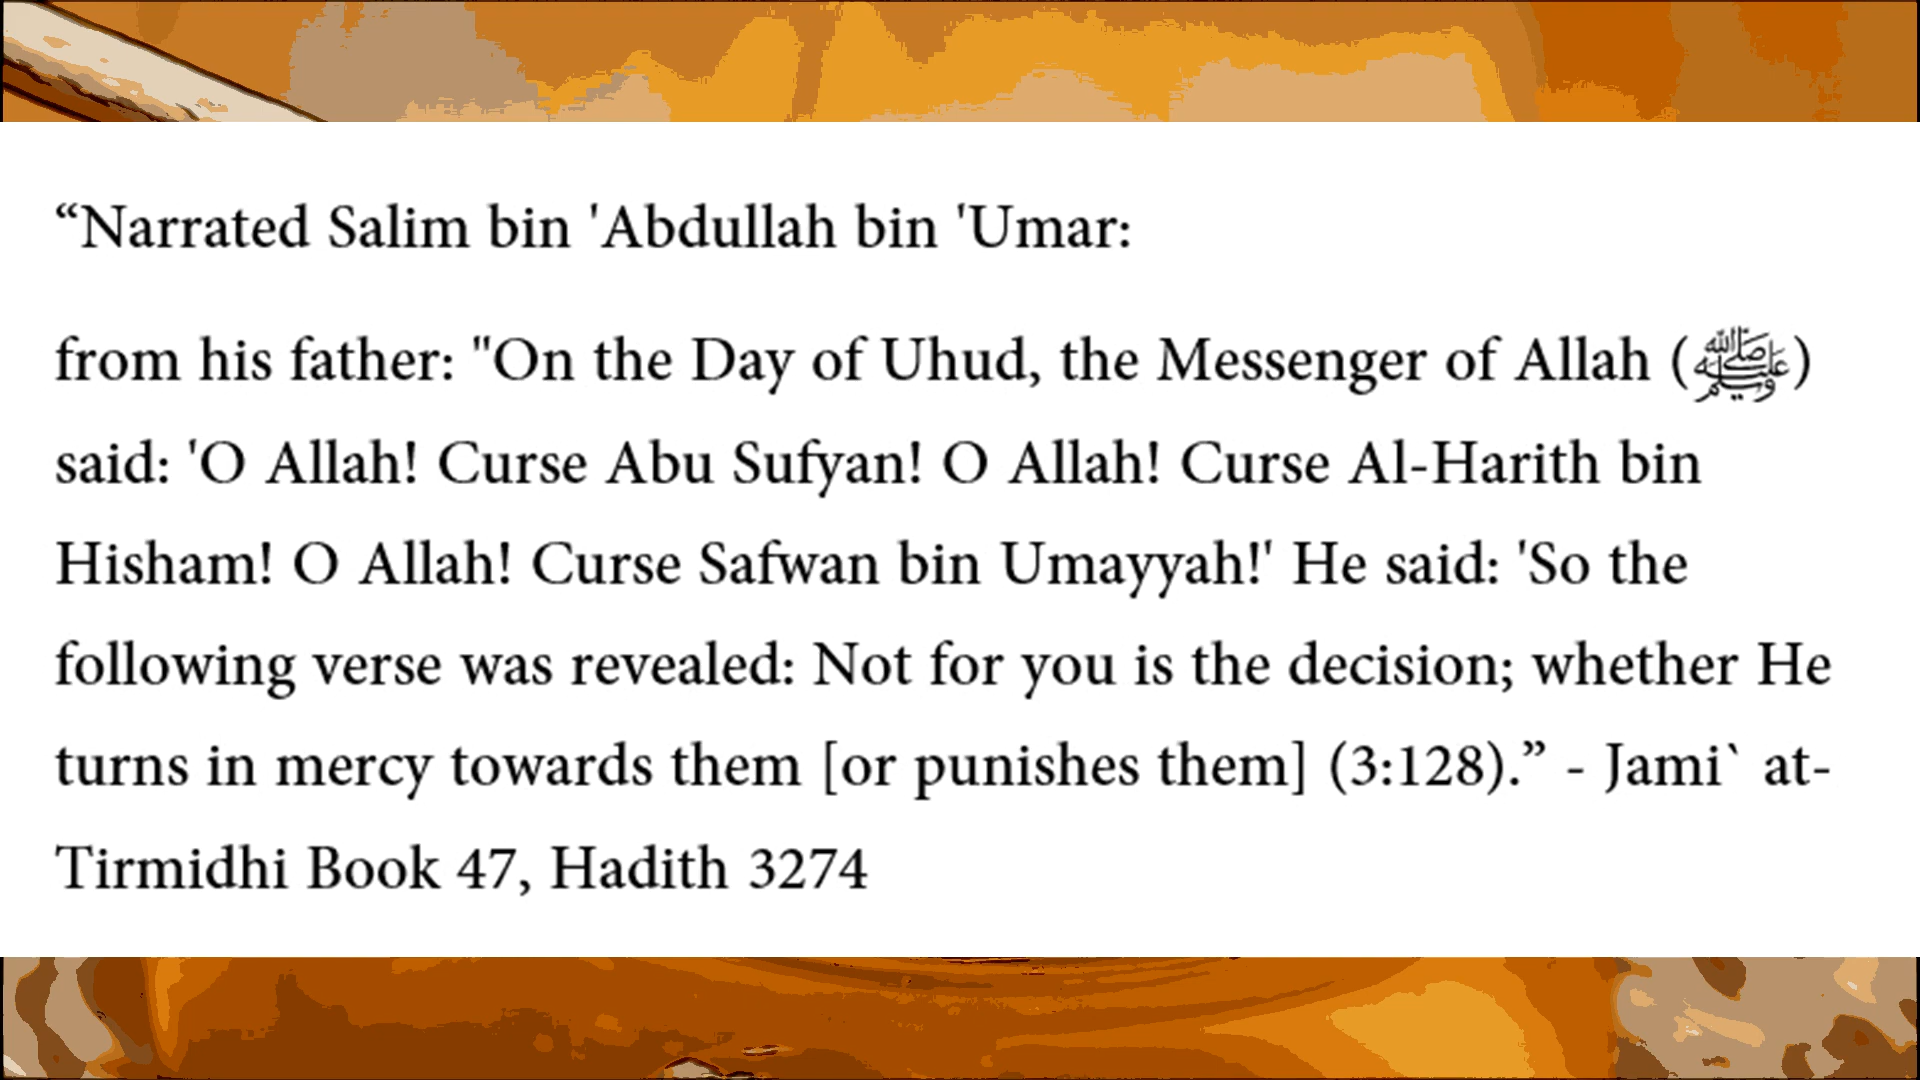 “Narrated Salim bin 'Abdullah bin 'Umar:
from his father: "On the Day of Uhud, the Messenger of Allah (ﷺ)
said: 'O Allah! Curse Abu Sufyan! O Allah! Curse Al-Harith bin
Hisham! O Allah! Curse Safwan bin Umayyah!' He said: 'So the
following verse was revealed: Not for you is the decision; whether He
turns in mercy towards them [or punishes them] (3:128).” - Jami` at-
Tirmidhi Book 47, Hadith 3274